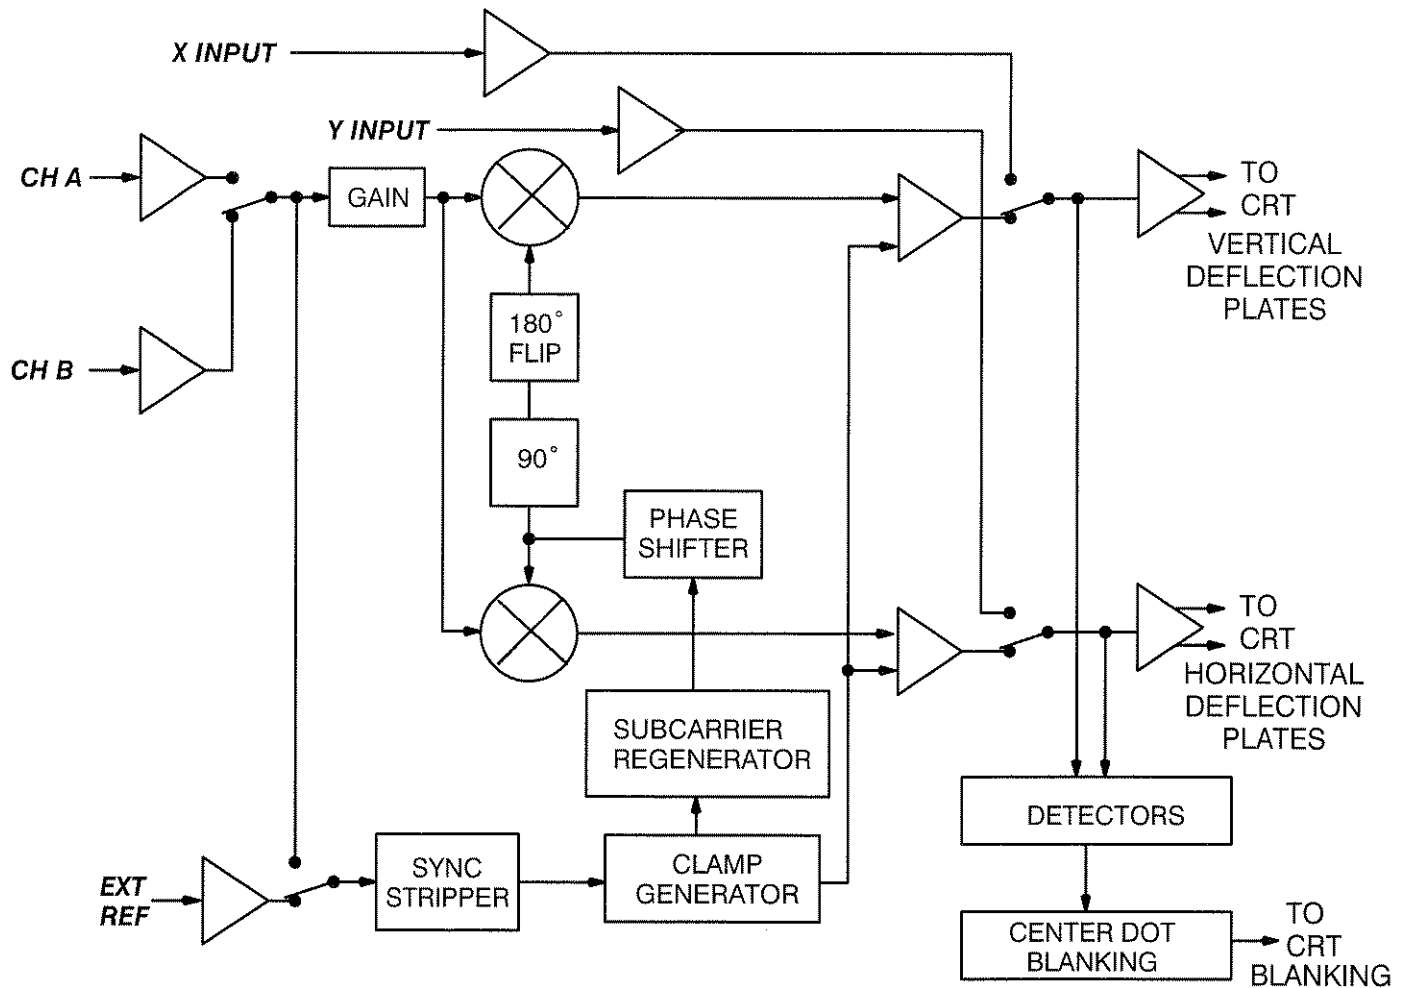 X INPUT
Y INPUT
CH A
GAIN
TO
CRT
VERTICAL
DEFLECTION
PLATES
180°
FLIP
CH B
90°
PHASE
SHIFTER
TO
CRT
HORIZONTAL
DEFLECTION
PLATES
SUBCARRIER
REGENERATOR
DETECTORS
EXT
REF
SYNC
STRIPPER
CLAMP
GENERATOR
CENTER DOT
BLANKING
TO
CRT
BLANKING